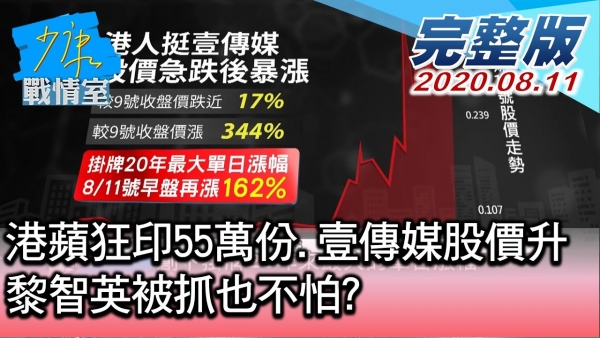 少康
戰情室
港人挺壹傳媒
股價急跌後暴漲
較9號收盤價跌近 17%
較9號收盤價漲 344%
掛牌20年最大單日漲幅
8/11號早盤再漲162%
完整版
2020.08.11
號股價走勢
0.239
0.107
港蘋狂印55萬份.壹傳媒股價升
黎智英被抓也不怕?